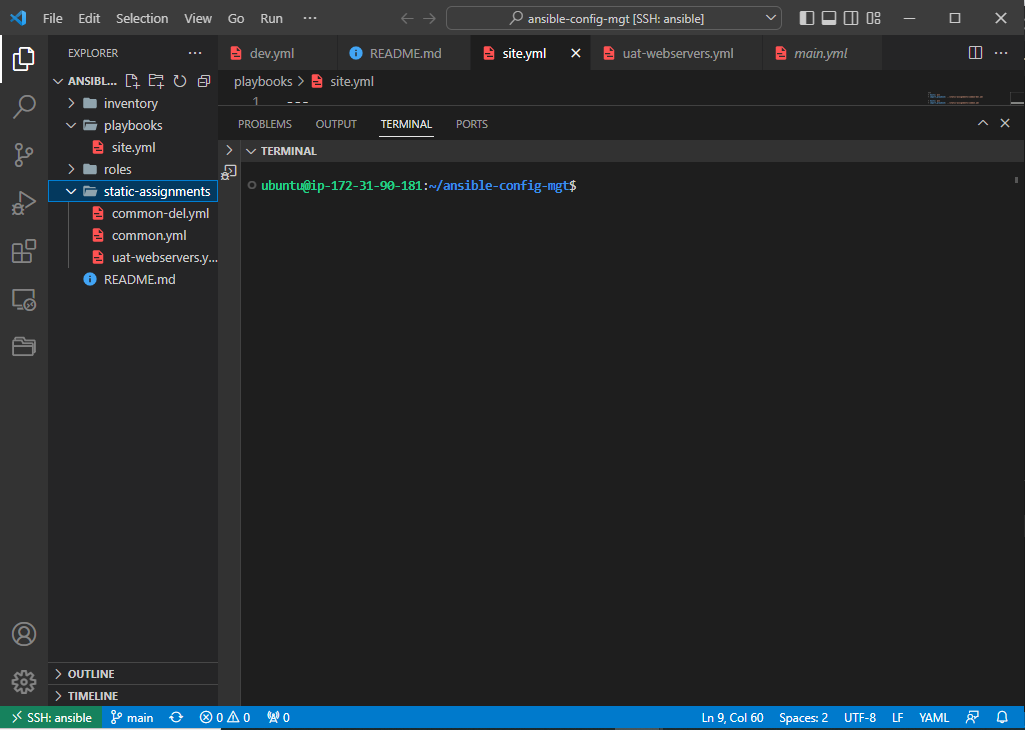 File Edit Selection View Go Run ··· ansible-config-mgt [SSH: ansible]
EXPLORER ···
dev.yml README.md site.yml uat-webservers.yml main.yml ···
ANSIBL...
playbooks > site.yml
1 ---
inventory
playbooks
site.yml
roles
static-assignments
common-del.yml
common.yml
uat-webservers.y...
README.md
PROBLEMS OUTPUT TERMINAL PORTS
TERMINAL
ubuntu@ip-172-31-90-181:~/ansible-config-mgt$
OUTLINE
TIMELINE
SSH: ansible main 0 0 0 Ln 9, Col 60 Spaces: 2 UTF-8 LF YAML